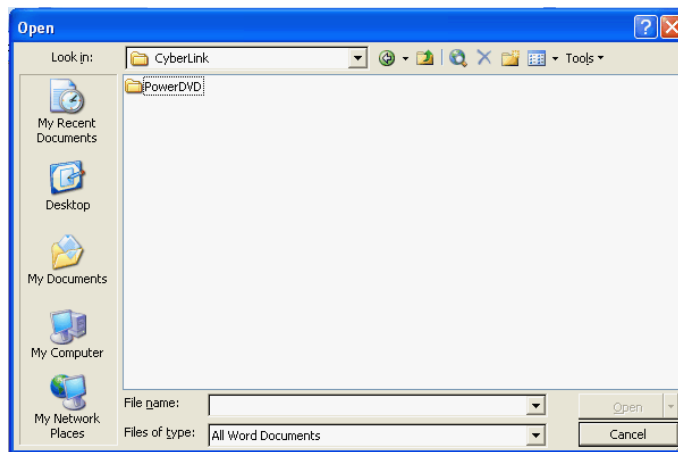 Open
Look in:
CyberLink
Tools
PowerDVD
My Recent
Documents
Desktop
My Documents
My Computer
My Network
Places
File name:
Open
Files of type:
All Word Documents
Cancel